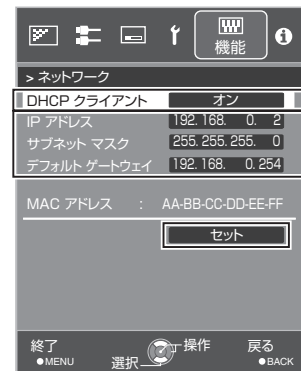 機能
> ネットワーク
DHCP クライアント オン
IP アドレス 192. 168. 0. 2
サブネット マスク 255. 255. 255. 0
デフォルト ゲートウェイ 192. 168. 0. 254
MAC アドレス : AA-BB-CC-DD-EE-FF
セット
終了 操作 戻る
●MENU 選択 ●BACK